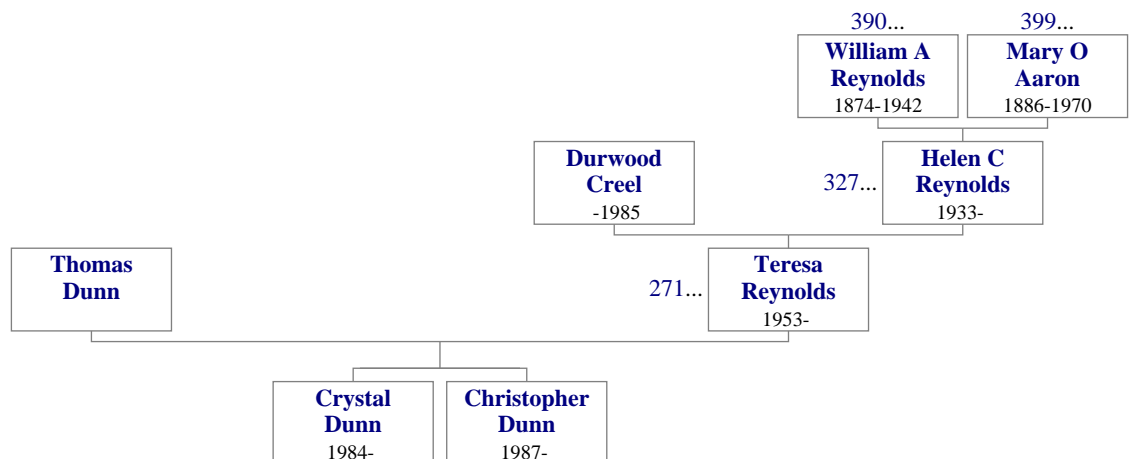 390...
399...
William A
Reynolds
1874-1942
Mary O
Aaron
1886-1970
Durwood
Creel
-1985
327...
Helen C
Reynolds
1933-
Thomas
Dunn
271...
Teresa
Reynolds
1953-
Crystal
Dunn
1984-
Christopher
Dunn
1987-